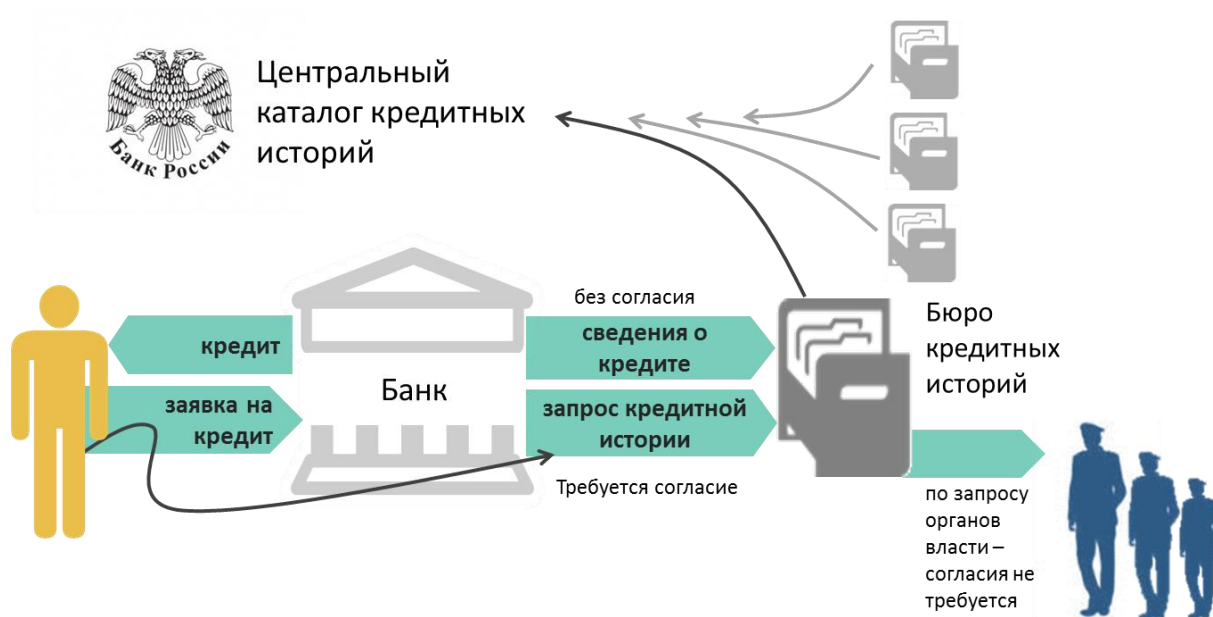 Центральный
каталог кредитных
историй
Банк России
без согласия
кредит
сведения о
кредите
Бюро
кредитных
историй
Банк
заявка на
кредит
запрос кредитной
истории
Требуется согласие
по запросу
органов
власти –
согласия не
требуется